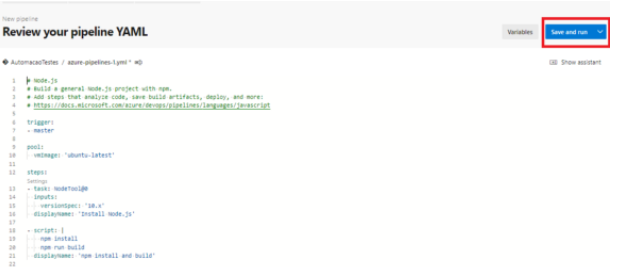 New pipeline
Review your pipeline YAML
Variables
Save and run
AutomacaoTestes / azure-pipelines-1.yml *
Show assistant
1 # Node.js
2 # Build a general Node.js project with npm.
3 # Add steps that analyze code, save build artifacts, deploy, and more:
4 # https://docs.microsoft.com/azure/devops/pipelines/languages/javascript
5
6 trigger:
7 - master
8
9 pool:
10 vmImage: 'ubuntu-latest'
11
12 steps:
Settings
13 - task: NodeTool@0
14 inputs:
15 versionSpec: '10.x'
16 displayName: 'Install Node.js'
17
18 - script: |
19 npm install
20 npm run build
21 displayName: 'npm install and build'
22